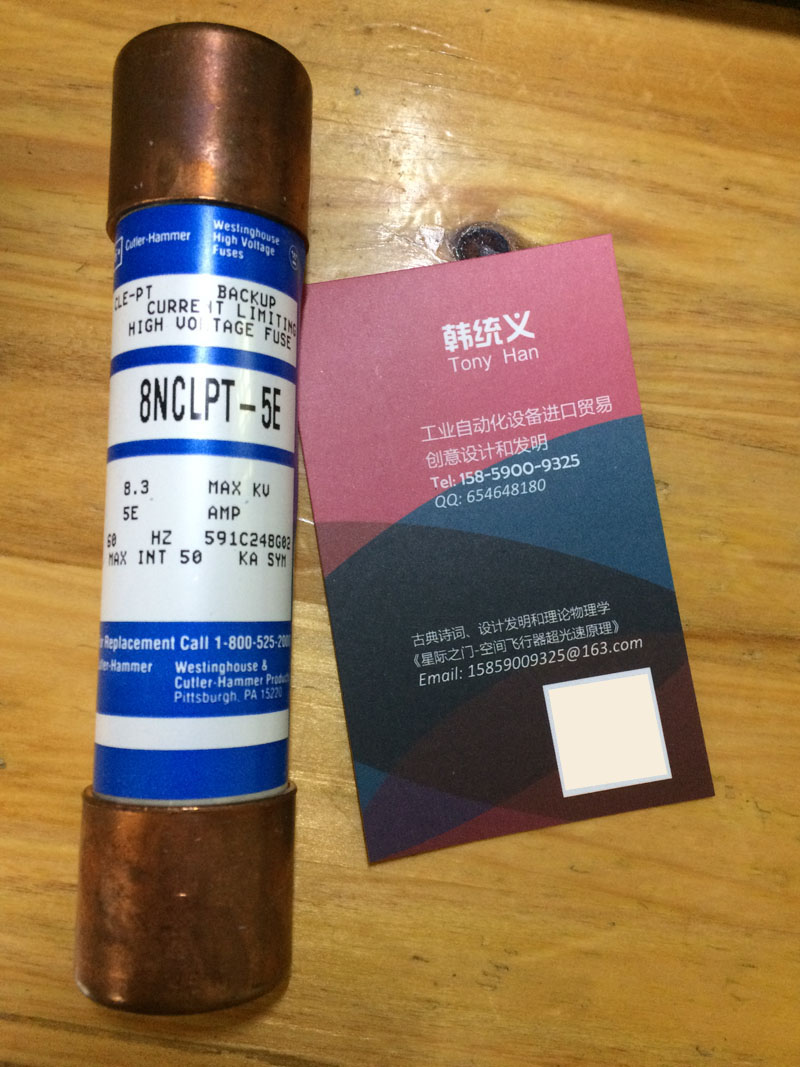 Cutler-Hammer
Westinghouse
High Voltage
Fuses
CLE-PT BACKUP
CURRENT LIMITING
HIGH VOLTAGE FUSE
8NCLPT-5E
8.3 MAX KV
5E AMP
60 HZ 591C248G02
MAX INT 50 KA SYM
Replacement Call 1-800-525-200
Cutler-Hammer
Westinghouse &
Cutler-Hammer Products
Pittsburgh, PA 15220
韩统义
Tony Han
工业自动化设备进口贸易
创意设计和发明
Tel: 158-5900-9325
QQ: 654648180
古典诗词、设计发明和理论物理学
《星际之门-空间飞行器超光速原理》
Email: 15859009325@163.com